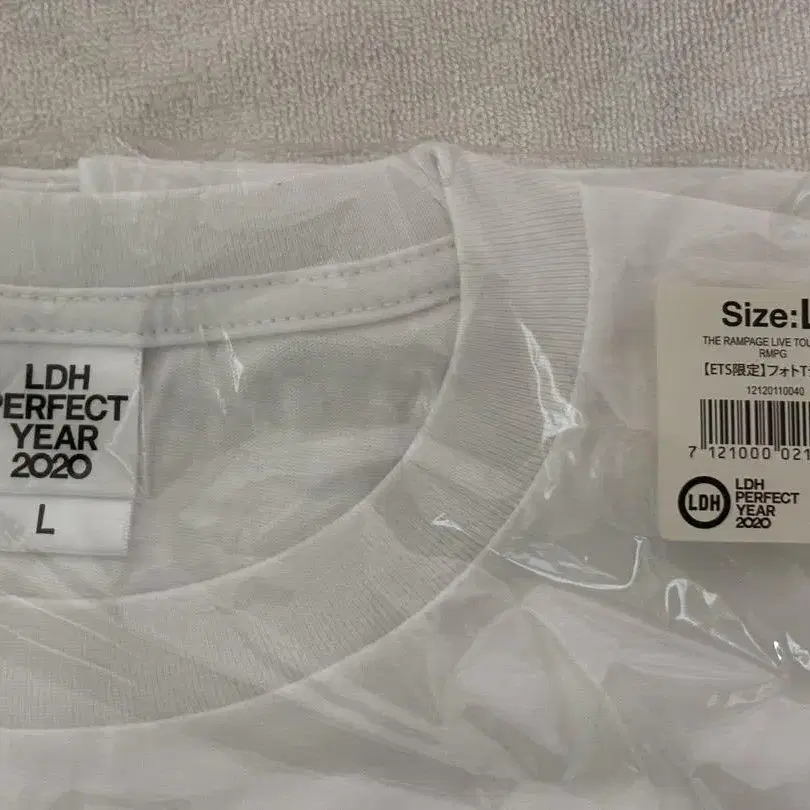 LDH
PERFECT
YEAR
2020
L
Size:L
THE RAMPAGE LIVE TOU
RMPG
【ETS限定】フォトT
12120110040
7 121000 021
LDH
LDH
PERFECT
YEAR
2020